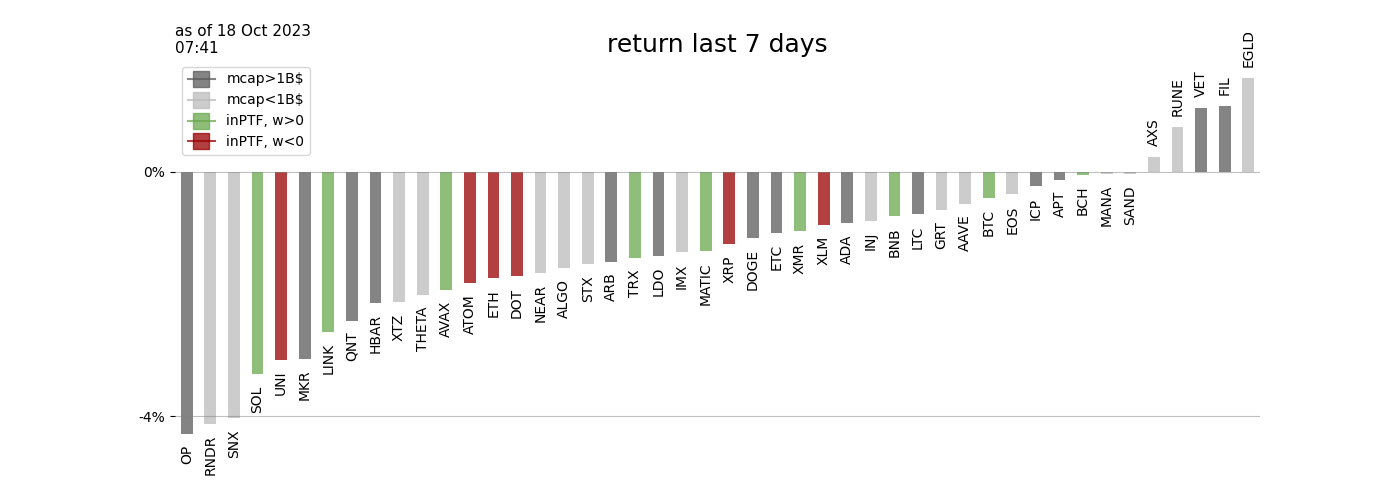 as of 18 Oct 2023
07:41
return last 7 days
mcap>1B$
mcap<1B$
inPTF, w>0
inPTF, w<0
0%
-4%
OP
RNDR
SNX
SOL
UNI
MKR
LINK
QNT
HBAR
XTZ
THETA
AVAX
ATOM
ETH
DOT
NEAR
ALGO
STX
ARB
TRX
LDO
IMX
MATIC
XRP
DOGE
ETC
XMR
XLM
ADA
INJ
BNB
LTC
GRT
AAVE
BTC
EOS
ICP
APT
BCH
MANA
SAND
AXS
RUNE
VET
FIL
EGLD